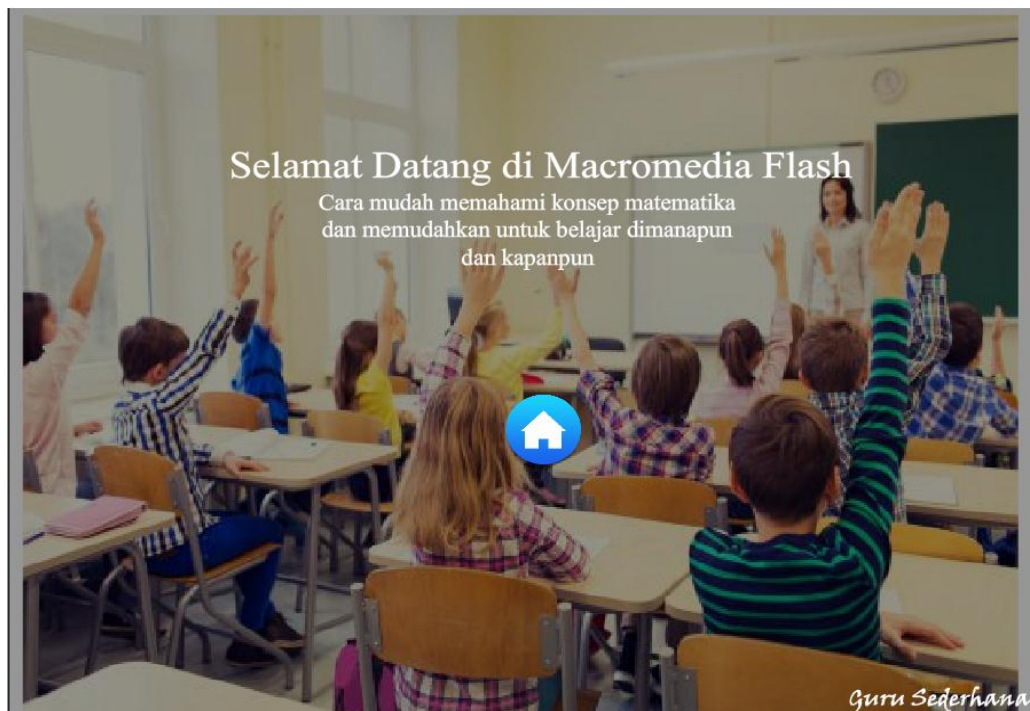 Selamat Datang di Macromedia Flash
Cara mudah memahami konsep matematika
dan memudahkan untuk belajar dimanapun
dan kapanpun
Guru Sederhana